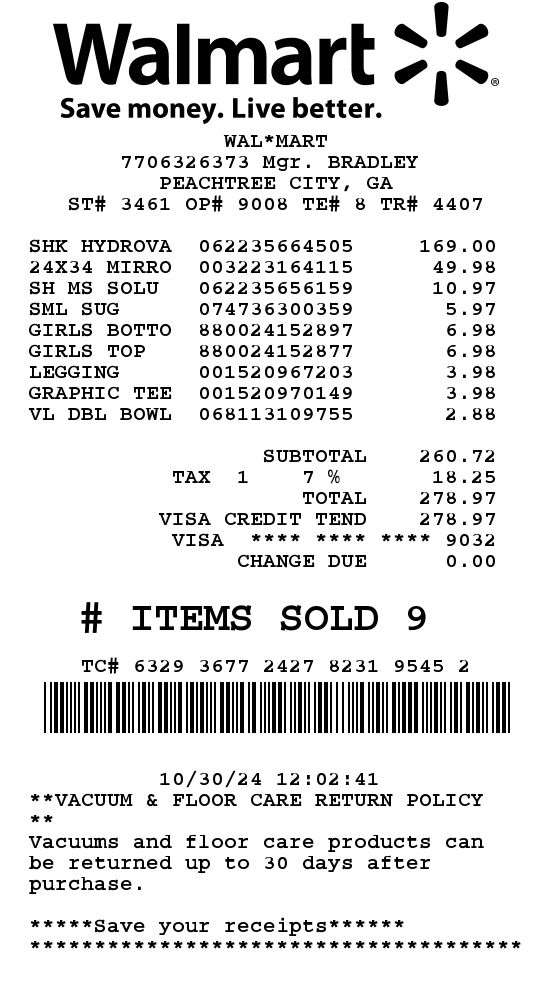 Walmart
®
Save money. Live better.
WAL*MART
7706326373 Mgr. BRADLEY
PEACHTREE CITY, GA
ST# 3461 OP# 9008 TE# 8 TR# 4407
SHK HYDROVA 062235664505 169.00
24X34 MIRRO 003223164115 49.98
SH MS SOLU 062235656159 10.97
SML SUG 074736300359 5.97
GIRLS BOTTO 880024152897 6.98
GIRLS TOP 880024152877 6.98
LEGGING 001520967203 3.98
GRAPHIC TEE 001520970149 3.98
VL DBL BOWL 068113109755 2.88
SUBTOTAL 260.72
TAX 1 7 % 18.25
TOTAL 278.97
VISA CREDIT TEND 278.97
VISA **** **** **** 9032
CHANGE DUE 0.00
# ITEMS SOLD 9
TC# 6329 3677 2427 8231 9545 2
10/30/24 12:02:41
**VACUUM & FLOOR CARE RETURN POLICY
**
Vacuums and floor care products can
be returned up to 30 days after
purchase.
*****Save your receipts******
**************************************